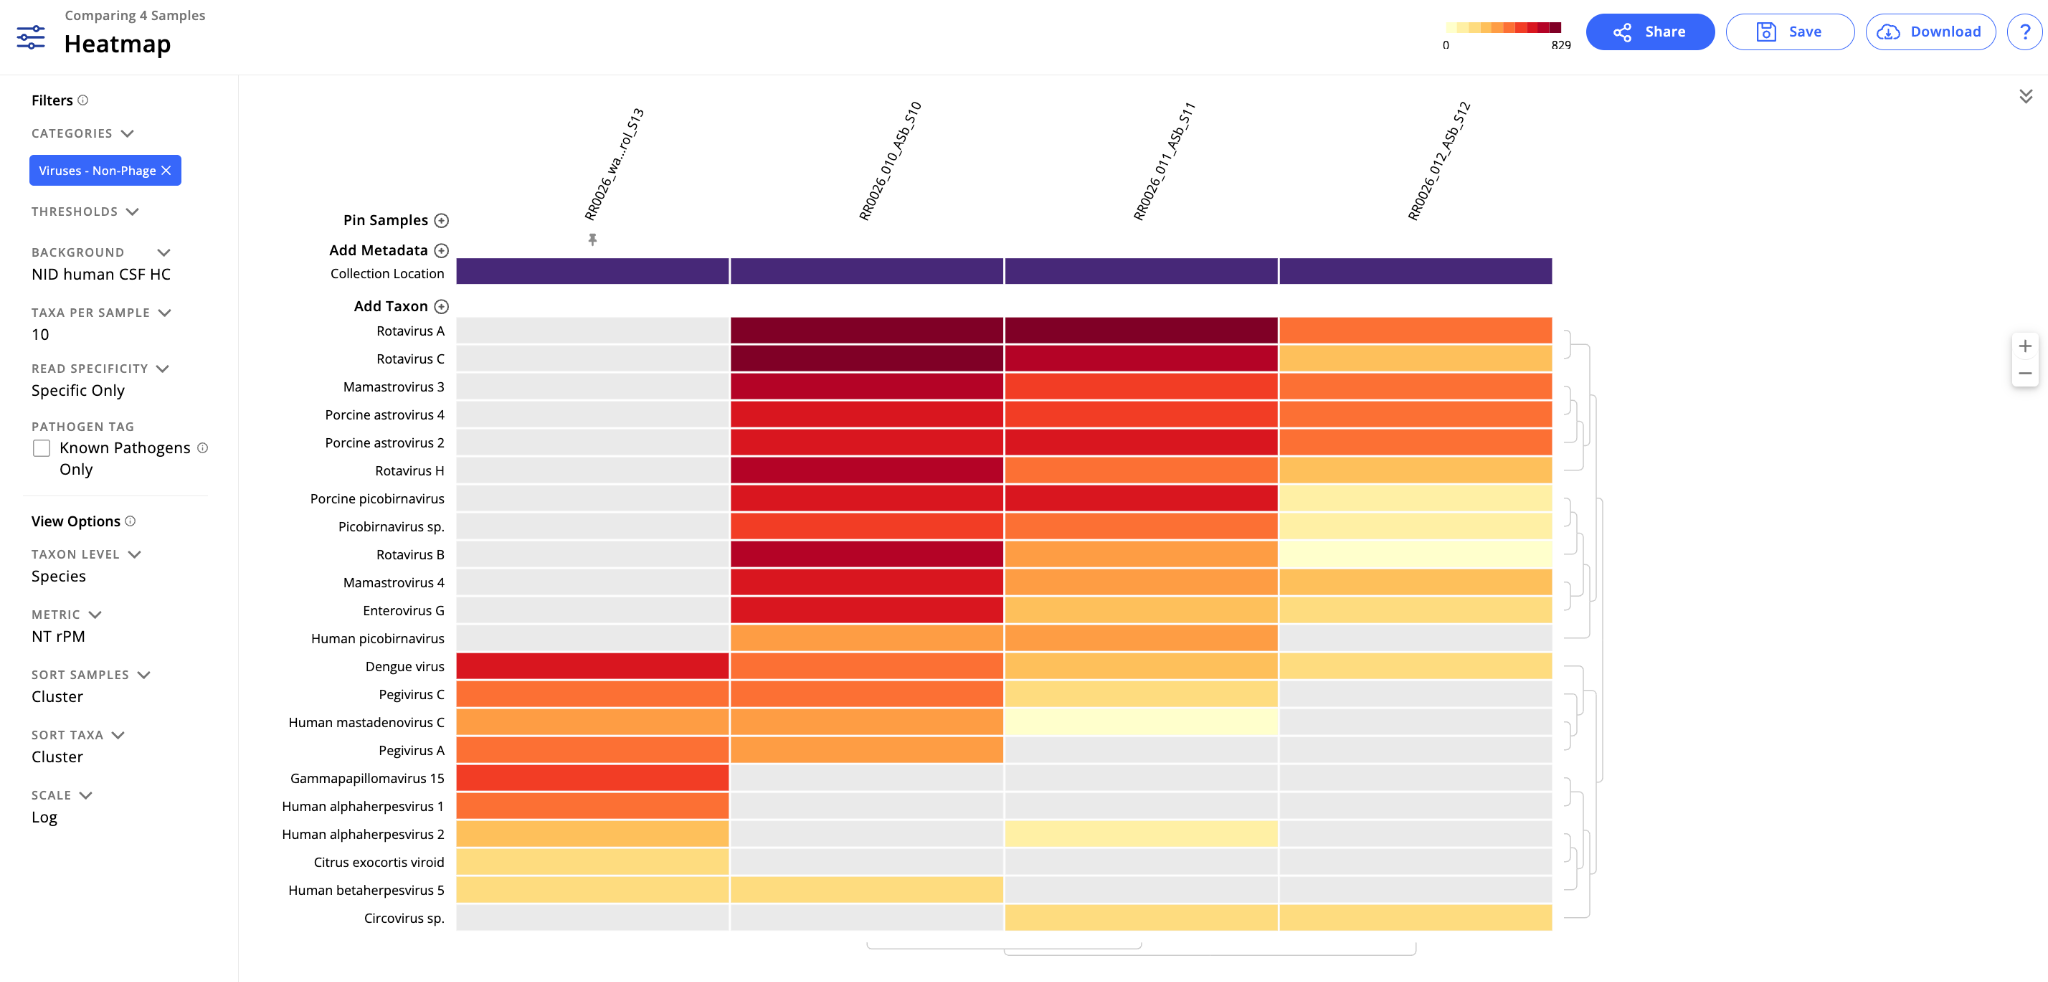 Comparing 4 Samples
Heatmap
0
829
Share
Save
Download
?
Filters
CATEGORIES
Viruses - Non-Phage
THRESHOLDS
BACKGROUND
NID human CSF HC
TAXA PER SAMPLE
10
READ SPECIFICITY
Specific Only
PATHOGEN TAG
Known Pathogens
Only
View Options
TAXON LEVEL
Species
METRIC
NT rPM
SORT SAMPLES
Cluster
SORT TAXA
Cluster
SCALE
Log
RR0026_wa...rol_S13
RR0026_010_ASb_S10
RR0026_011_ASb_S11
RR0026_012_ASb_S12
Pin Samples
Add Metadata
Collection Location
Add Taxon
Rotavirus A
Rotavirus C
Mamastrovirus 3
Porcine astrovirus 4
Porcine astrovirus 2
Rotavirus H
Porcine picobirnavirus
Picobirnavirus sp.
Rotavirus B
Mamastrovirus 4
Enterovirus G
Human picobirnavirus
Dengue virus
Pegivirus C
Human mastadenovirus C
Pegivirus A
Gammapapillomavirus 15
Human alphaherpesvirus 1
Human alphaherpesvirus 2
Citrus exocortis viroid
Human betaherpesvirus 5
Circovirus sp.